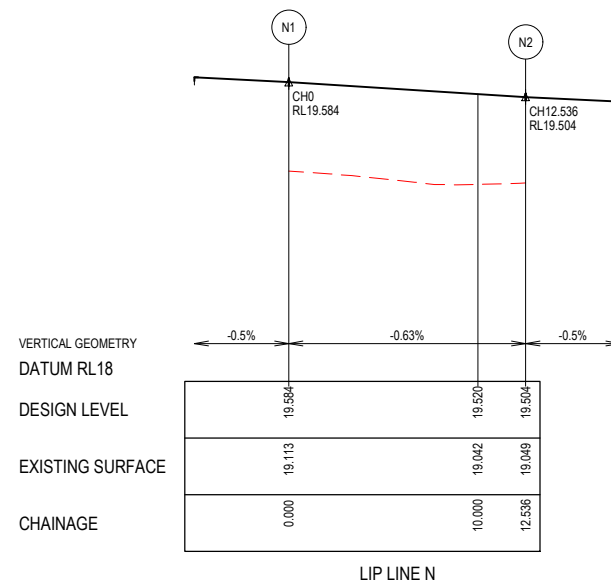 N1
N2
CH0
RL19.584
CH12.536
RL19.504
VERTICAL GEOMETRY
-0.5%
-0.63%
-0.5%
DATUM RL18
DESIGN LEVEL
19.584
19.520
19.504
EXISTING SURFACE
19.113
19.042
19.049
CHAINAGE
0.000
10.000
12.536
LIP LINE N